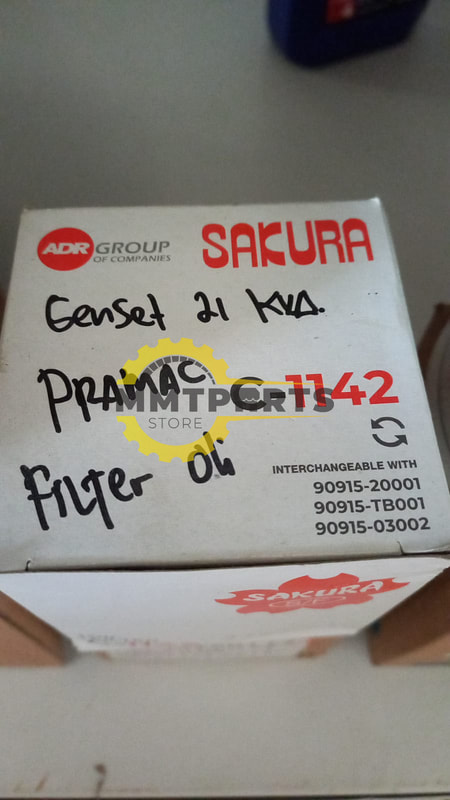 ADR GROUP
OF COMPANIES
SAKURA
GenSet 21 KVA.
PRAMAC C-1142
MMTPARTS
STORE
FILTer Oli
INTERCHANGEABLE WITH
90915-20001
90915-TB001
90915-03002
SAKURA